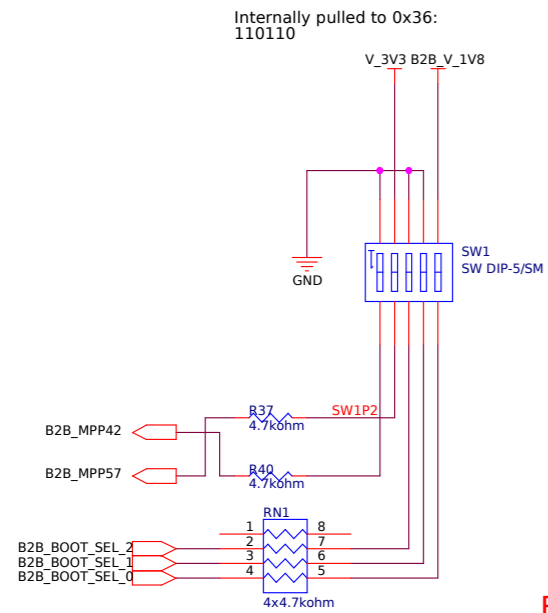 Internally pulled to 0x36:
110110
V_3V3 B2B_V_1V8
SW1
SW DIP-5/SM
GND
R37
SW1P2
4.7kohm
B2B_MPP42
R40
B2B_MPP57
4.7kohm
RN1
1 8
B2B_BOOT_SEL_2 2 7
B2B_BOOT_SEL_1 3 6
B2B_BOOT_SEL_0 4 5
4x4.7kohm